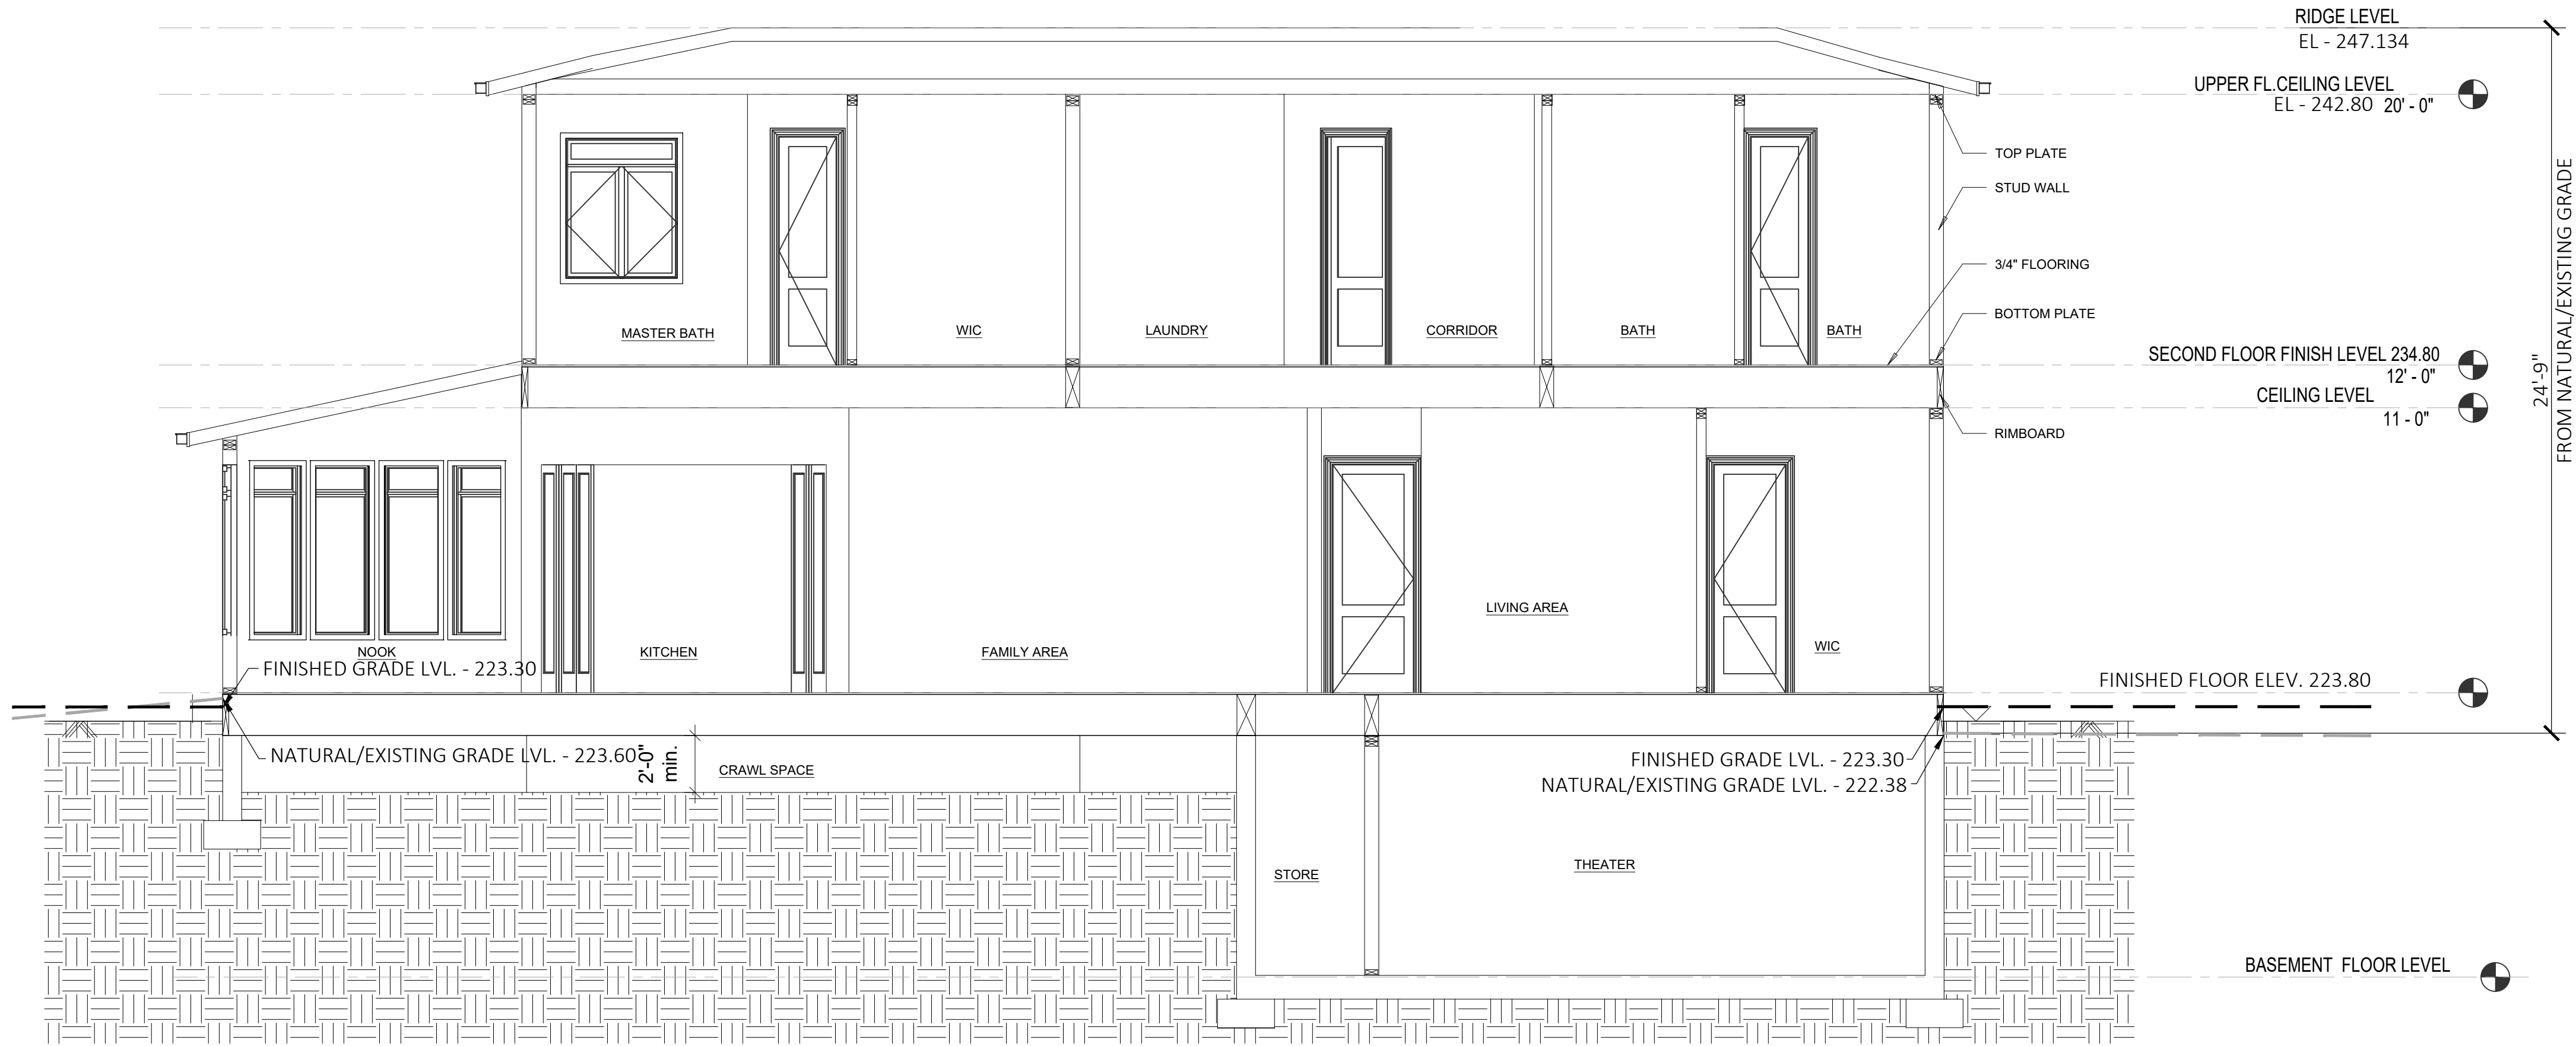 RIDGE LEVEL
EL - 247.134
UPPER FL.CEILING LEVEL
EL - 242.80 20' - 0"
TOP PLATE
STUD WALL
3/4" FLOORING
BOTTOM PLATE
MASTER BATH
WIC
LAUNDRY
CORRIDOR
BATH
BATH
SECOND FLOOR FINISH LEVEL 234.80
12' - 0"
CEILING LEVEL
11 - 0"
RIMBOARD
24'-9"
FROM NATURAL/EXISTING GRADE
LIVING AREA
NOOK
KITCHEN
FAMILY AREA
WIC
FINISHED GRADE LVL. - 223.30
FINISHED FLOOR ELEV. 223.80
NATURAL/EXISTING GRADE LVL. - 223.60
2'-0"
min.
CRAWL SPACE
FINISHED GRADE LVL. - 223.30
NATURAL/EXISTING GRADE LVL. - 222.38
STORE
THEATER
BASEMENT FLOOR LEVEL